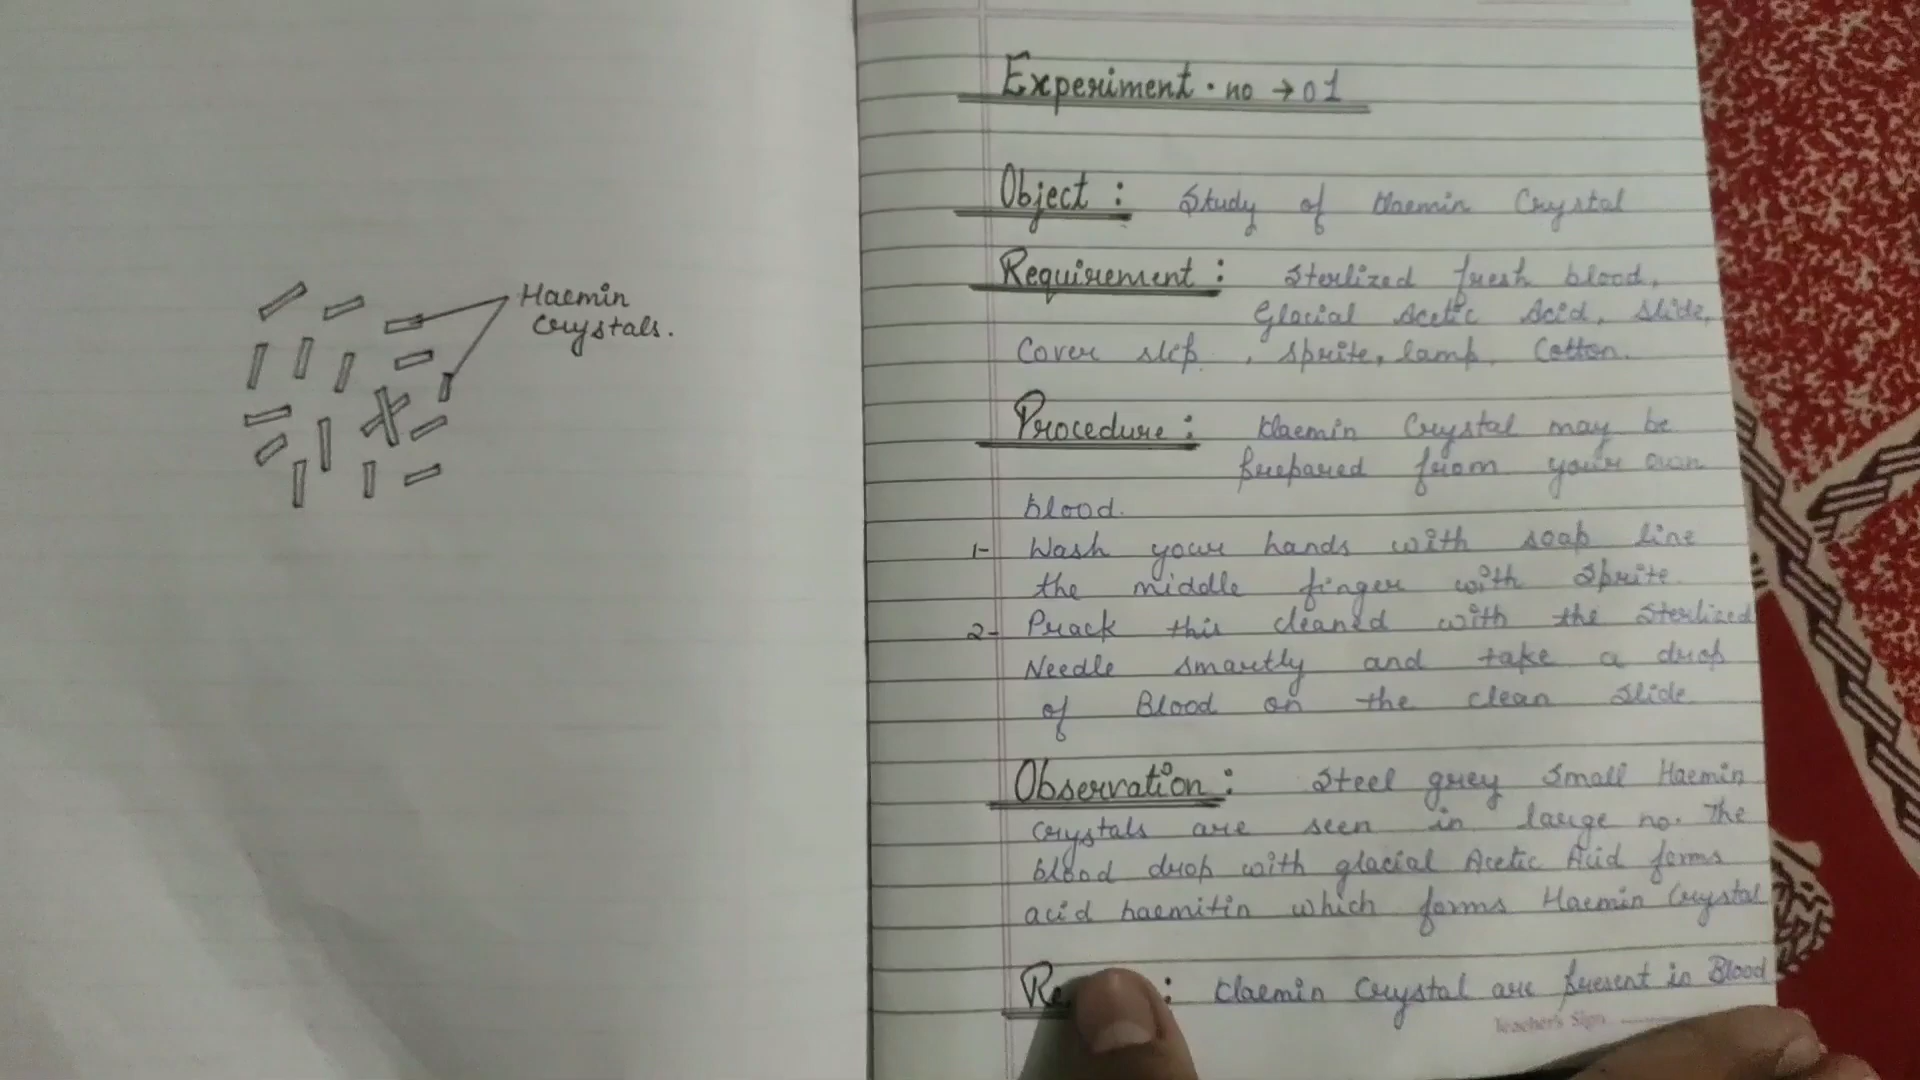 Haemin
Crystals.
Experiment. no → 01
Object : Study of Haemin Crystal
Requirement : Sterlized fresh blood,
Glacial Acetic Acid, Slide,
Cover slip, Sprite, lamp, Cotton.
Procedure : Haemin Crystal may be
prepared from your own
blood.
1- Wash your hands with soap line
the middle finger with Sprite
2- Prack this cleaned with the Sterlized
Needle smartly and take a drop
of Blood on the clean Slide
Observation : Steel grey Small Haemin
crystals are seen in large no. The
blood drop with glacial Acetic Acid forms
acid haemitin which forms Haemin Crystal
: Haemin Crystal are present in Blood
Teacher's Sign